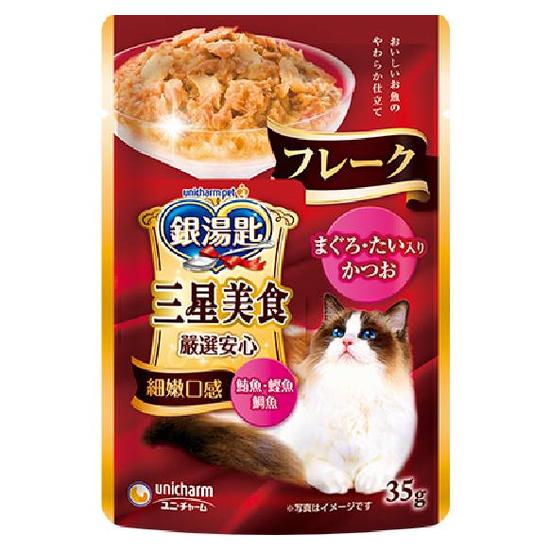 おいしいお魚の
やわらか仕立て
フレーク
unicharm pet
銀湯匙
三星美食
嚴選安心
細嫩口感
鮪魚・鰹魚
鯛魚
まぐろ・たい入り
かつお
unicharm
ユニ・チャーム
※写真はイメージです
35g